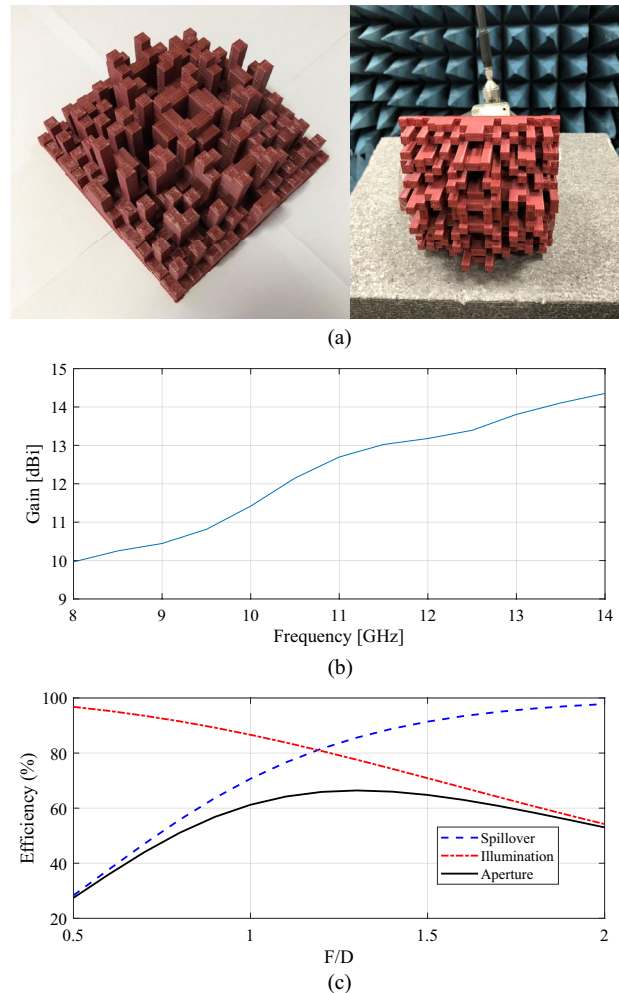 (a)
15
14
13
12
11
10
9
Gain [dBi]
8 9 10 11 12 13 14
Frequency [GHz]
(b)
100
80
60
40
20
Efficiency (%)
Spillover
Illumination
Aperture
0.5 1 1.5 2
F/D
(c)